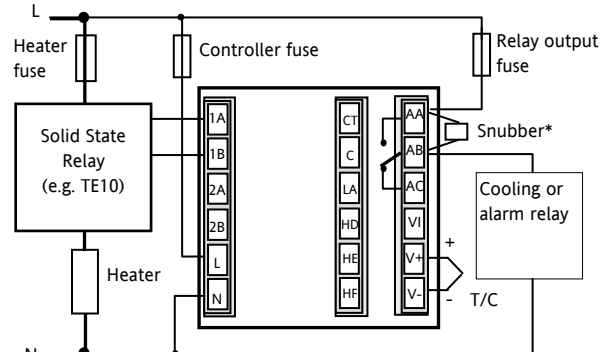 L
Heater
fuse
Controller fuse
Relay output
fuse
Solid State
Relay
(e.g. TE10)
1A
1B
2A
2B
L
N
CT
C
LA
HD
HE
HF
AA
AB
AC
VI
V+
V-
Snubber*
Cooling or
alarm relay
+
- T/C
Heater
N